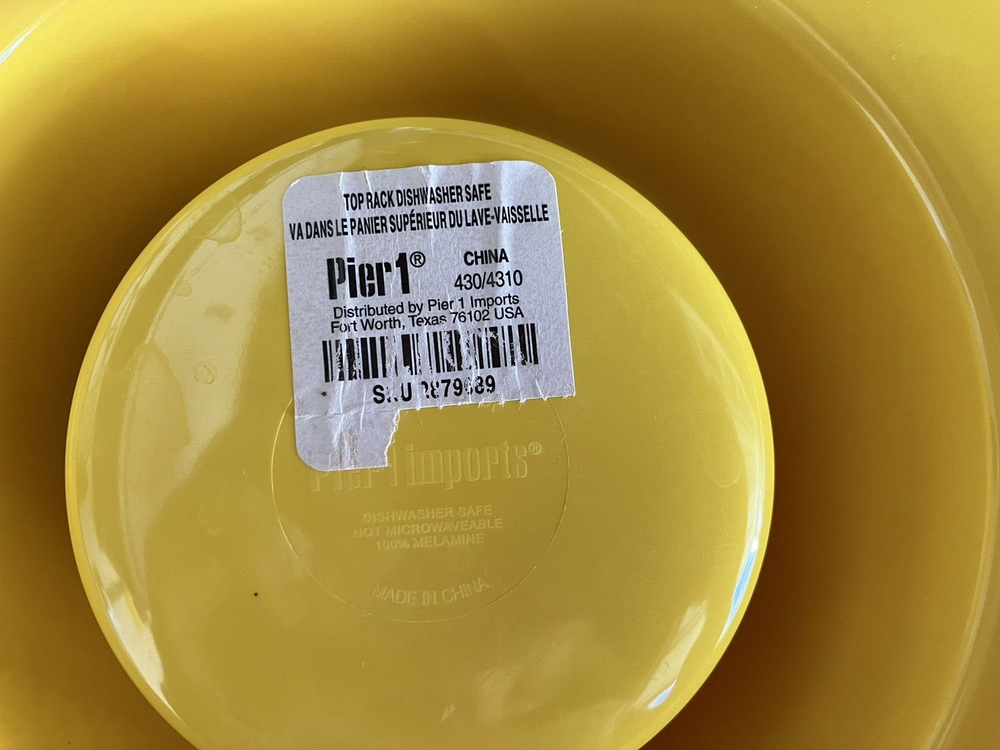 TOP RACK DISHWASHER SAFE
VA DANS LE PANIER SUPÉRIEUR DU LAVE-VAISSELLE
Pier1® CHINA
430/4310
Distributed by Pier 1 Imports
Fort Worth, Texas 76102 USA
SKU
Pier 1 imports®
DISHWASHER SAFE
NOT MICROWAVEABLE
100% MELAMINE
MADE IN CHINA